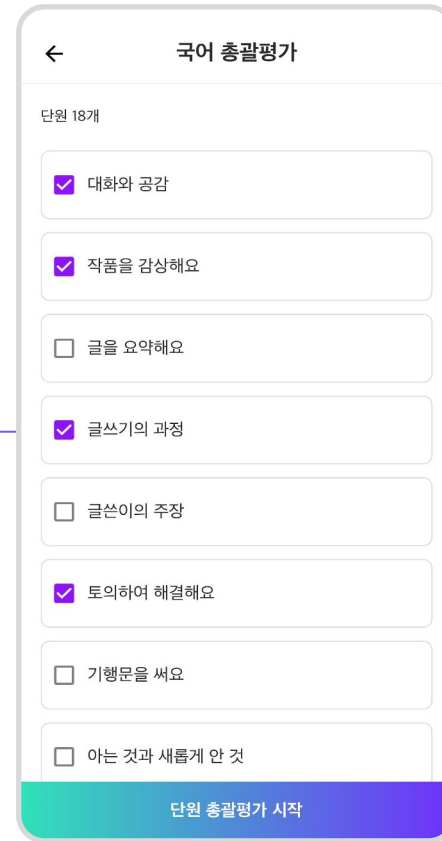 국어 총괄평가
단원 18개
대화와 공감
작품을 감상해요
글을 요약해요
글쓰기의 과정
글쓴이의 주장
토의하여 해결해요
기행문을 써요
아는 것과 새롭게 안 것
단원 총괄평가 시작